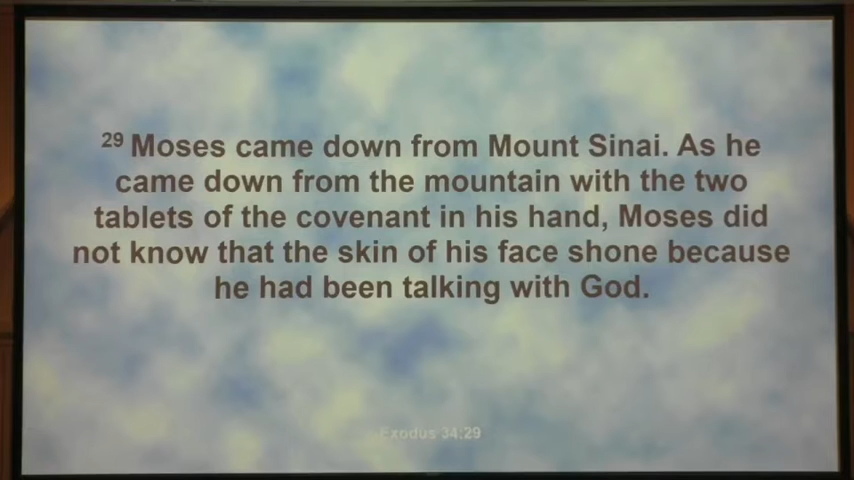 29 Moses came down from Mount Sinai. As he
came down from the mountain with the two
tablets of the covenant in his hand, Moses did
not know that the skin of his face shone because
he had been talking with God.
Exodus 34:29